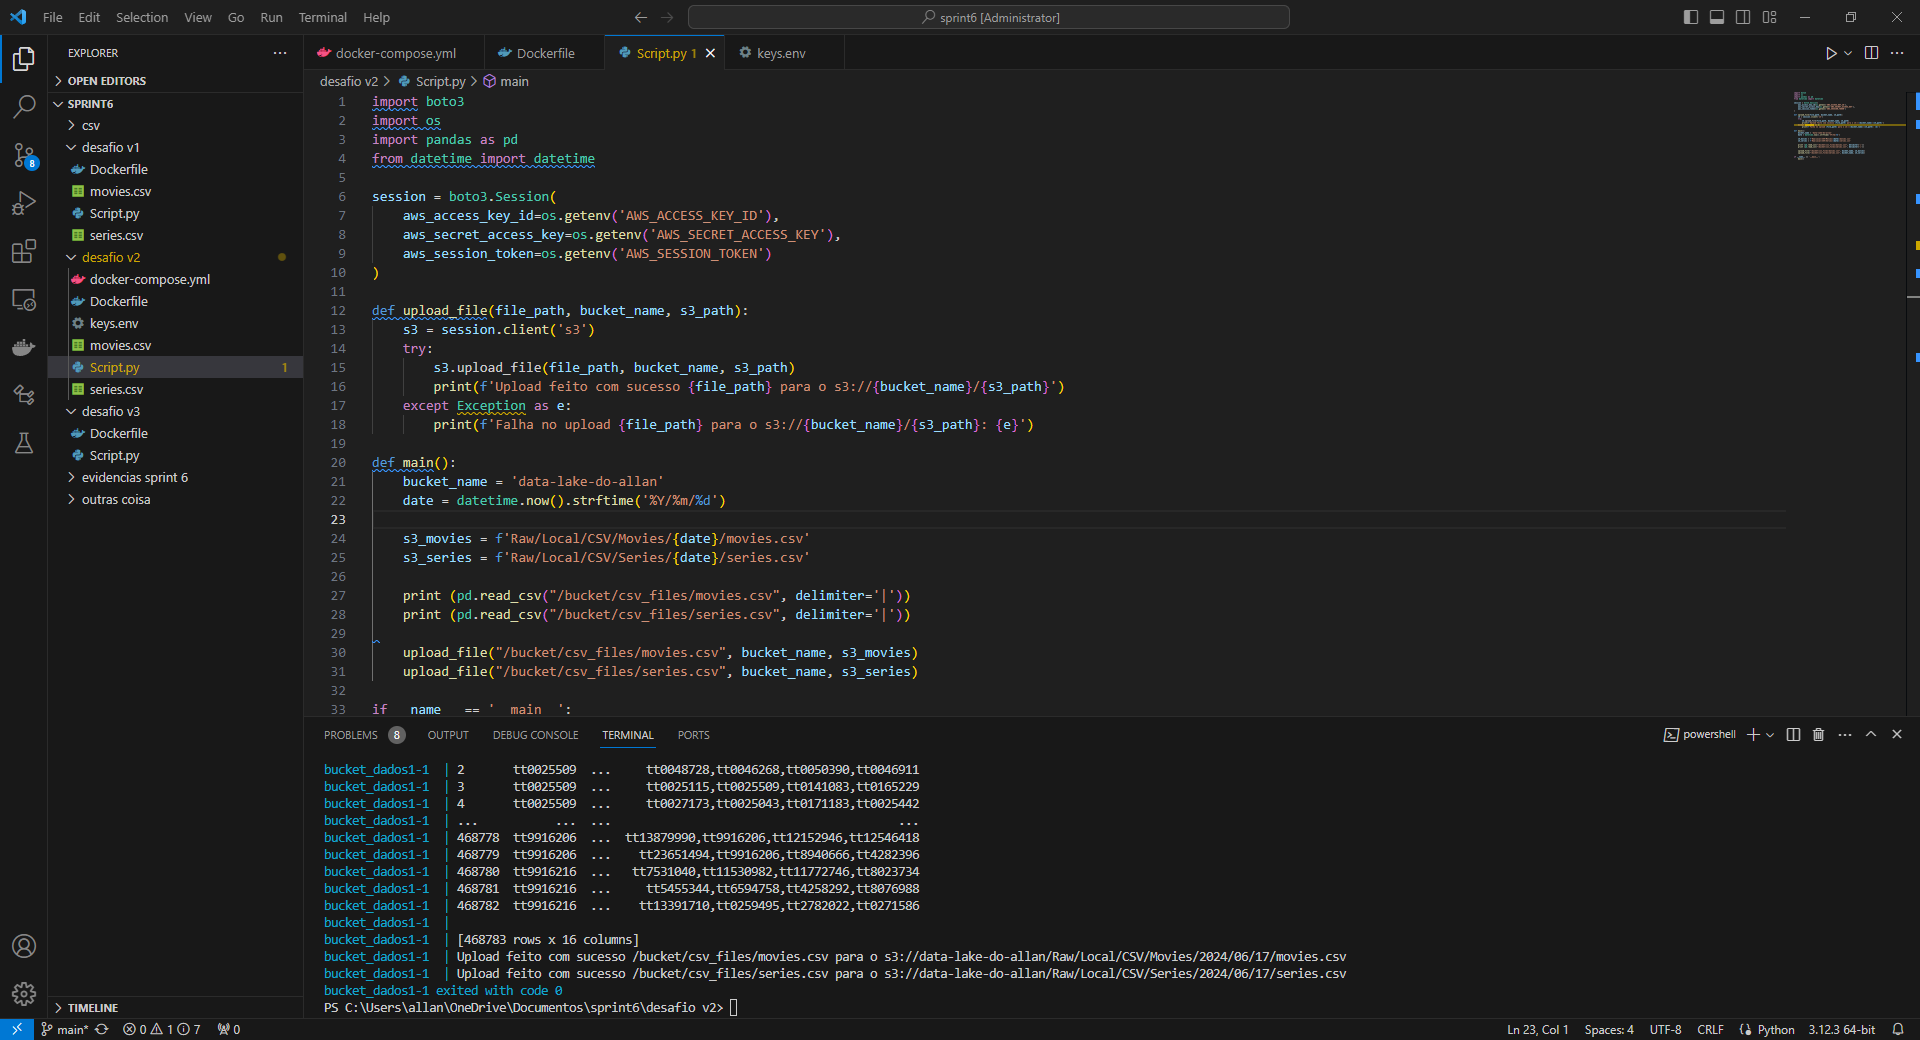 File Edit Selection View Go Run Terminal Help
sprint6 [Administrator]
EXPLORER
OPEN EDITORS
SPRINT6
csv
desafio v1
Dockerfile
movies.csv
Script.py
series.csv
desafio v2
docker-compose.yml
Dockerfile
keys.env
movies.csv
Script.py 1
series.csv
desafio v3
Dockerfile
Script.py
evidencias sprint 6
outras coisa
TIMELINE
8
docker-compose.yml Dockerfile Script.py 1 keys.env
desafio v2 > Script.py > main
1 import boto3
2 import os
3 import pandas as pd
4 from datetime import datetime
5
6 session = boto3.Session(
7 aws_access_key_id=os.getenv('AWS_ACCESS_KEY_ID'),
8 aws_secret_access_key=os.getenv('AWS_SECRET_ACCESS_KEY'),
9 aws_session_token=os.getenv('AWS_SESSION_TOKEN')
10 )
11
12 def upload_file(file_path, bucket_name, s3_path):
13 s3 = session.client('s3')
14 try:
15 s3.upload_file(file_path, bucket_name, s3_path)
16 print(f'Upload feito com sucesso {file_path} para o s3://{bucket_name}/{s3_path}')
17 except Exception as e:
18 print(f'Falha no upload {file_path} para o s3://{bucket_name}/{s3_path}: {e}')
19
20 def main():
21 bucket_name = 'data-lake-do-allan'
22 date = datetime.now().strftime('%Y/%m/%d')
23
24 s3_movies = f'Raw/Local/CSV/Movies/{date}/movies.csv'
25 s3_series = f'Raw/Local/CSV/Series/{date}/series.csv'
26
27 print (pd.read_csv("/bucket/csv_files/movies.csv", delimiter='|'))
28 print (pd.read_csv("/bucket/csv_files/series.csv", delimiter='|'))
29
30 upload_file("/bucket/csv_files/movies.csv", bucket_name, s3_movies)
31 upload_file("/bucket/csv_files/series.csv", bucket_name, s3_series)
32
33 if __name__ == '__main__':
PROBLEMS 8 OUTPUT DEBUG CONSOLE TERMINAL PORTS
powershell
bucket_dados1-1 | 2 tt0025509 ... tt0048728,tt0046268,tt0050390,tt0046911
bucket_dados1-1 | 3 tt0025509 ... tt0025115,tt0025509,tt0141083,tt0165229
bucket_dados1-1 | 4 tt0025509 ... tt0027173,tt0025043,tt0171183,tt0025442
bucket_dados1-1 | ... ... ... ...
bucket_dados1-1 | 468778 tt9916206 ... tt13879990,tt9916206,tt12152946,tt12546418
bucket_dados1-1 | 468779 tt9916206 ... tt23651494,tt9916206,tt8940666,tt4282396
bucket_dados1-1 | 468780 tt9916216 ... tt7531040,tt11530982,tt11772746,tt8023734
bucket_dados1-1 | 468781 tt9916216 ... tt5455344,tt6594758,tt4258292,tt8076988
bucket_dados1-1 | 468782 tt9916216 ... tt13391710,tt0259495,tt2782022,tt0271586
bucket_dados1-1 |
bucket_dados1-1 | [468783 rows x 16 columns]
bucket_dados1-1 | Upload feito com sucesso /bucket/csv_files/movies.csv para o s3://data-lake-do-allan/Raw/Local/CSV/Movies/2024/06/17/movies.csv
bucket_dados1-1 | Upload feito com sucesso /bucket/csv_files/series.csv para o s3://data-lake-do-allan/Raw/Local/CSV/Series/2024/06/17/series.csv
bucket_dados1-1 exited with code 0
PS C:\Users\allan\OneDrive\Documentos\sprint6\desafio v2>
main* 0 1 7 0
Ln 23, Col 1 Spaces: 4 UTF-8 CRLF Python 3.12.3 64-bit